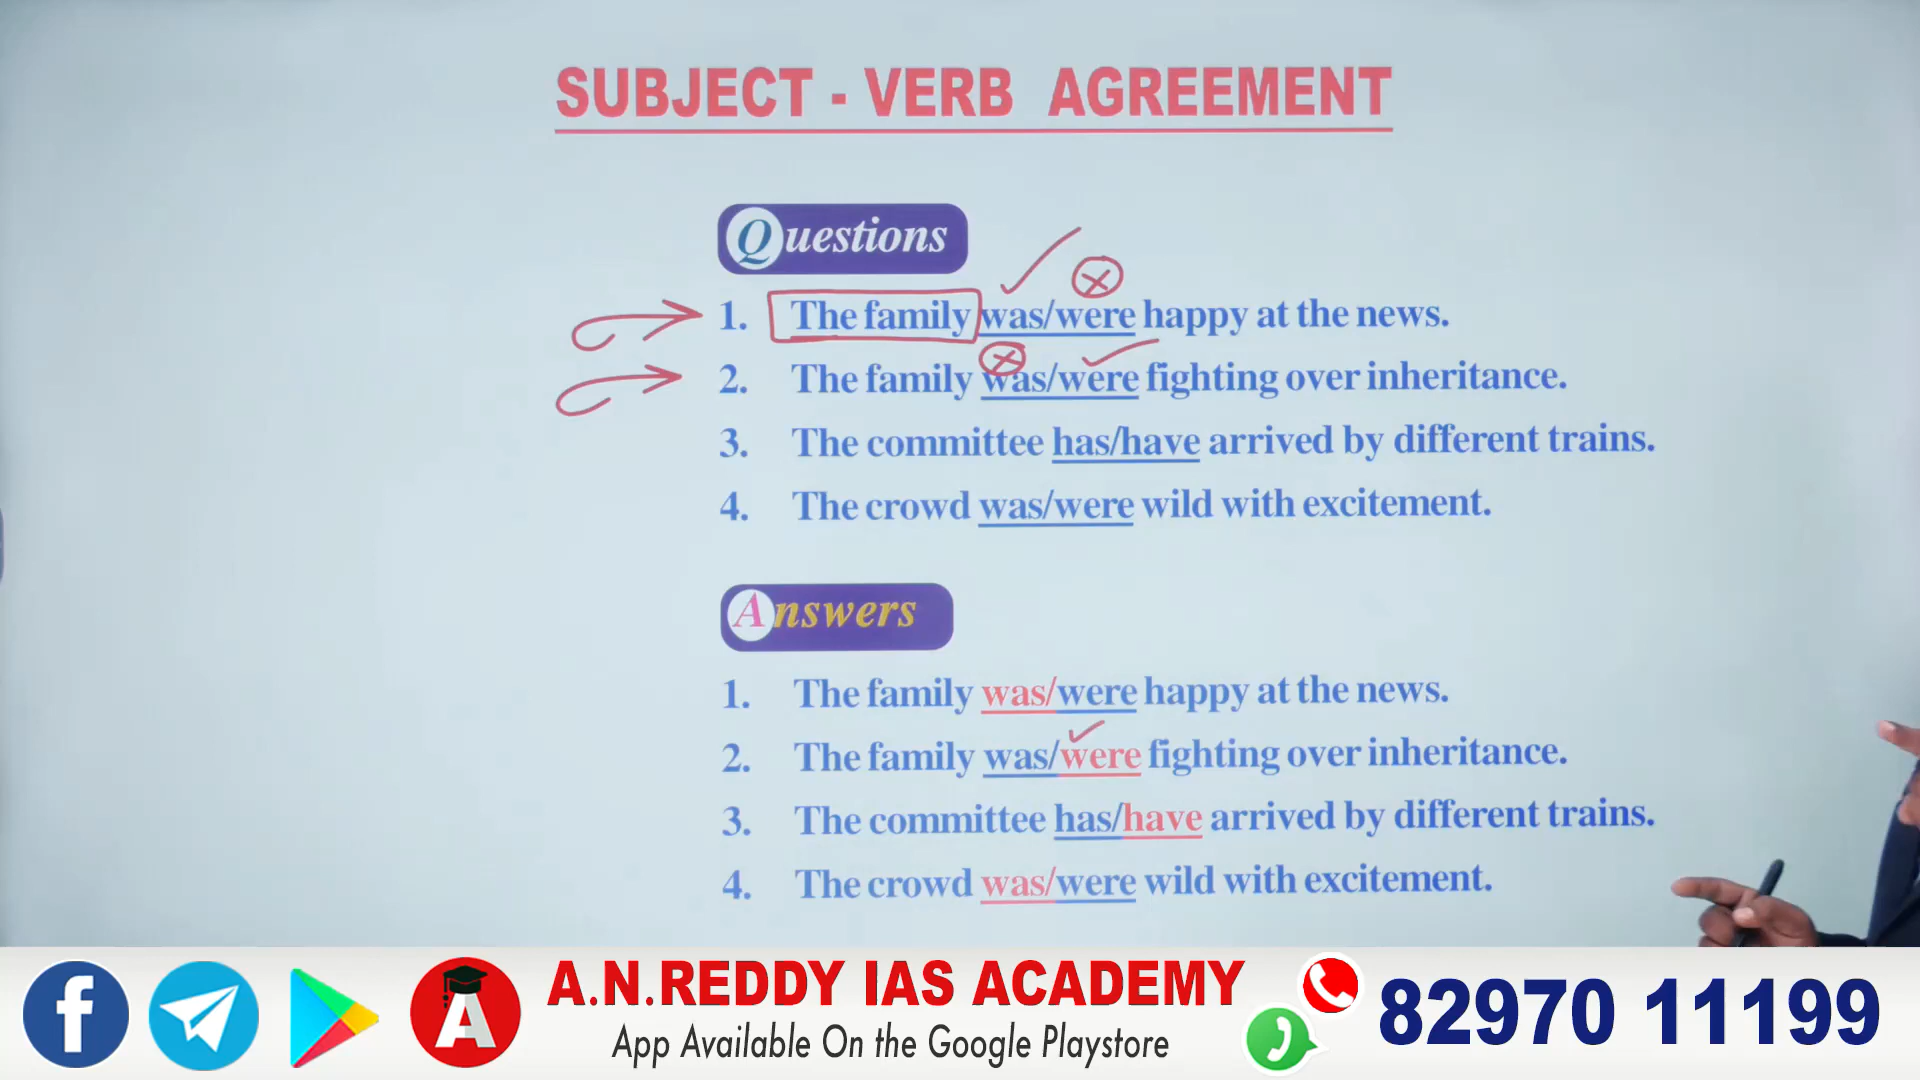 SUBJECT - VERB AGREEMENT
Questions
1. The family was/were happy at the news.
2. The family was/were fighting over inheritance.
3. The committee has/have arrived by different trains.
4. The crowd was/were wild with excitement.
Answers
1. The family was/were happy at the news.
2. The family was/were fighting over inheritance.
3. The committee has/have arrived by different trains.
4. The crowd was/were wild with excitement.
f
A
A.N.REDDY IAS ACADEMY
App Available On the Google Playstore
82970 11199